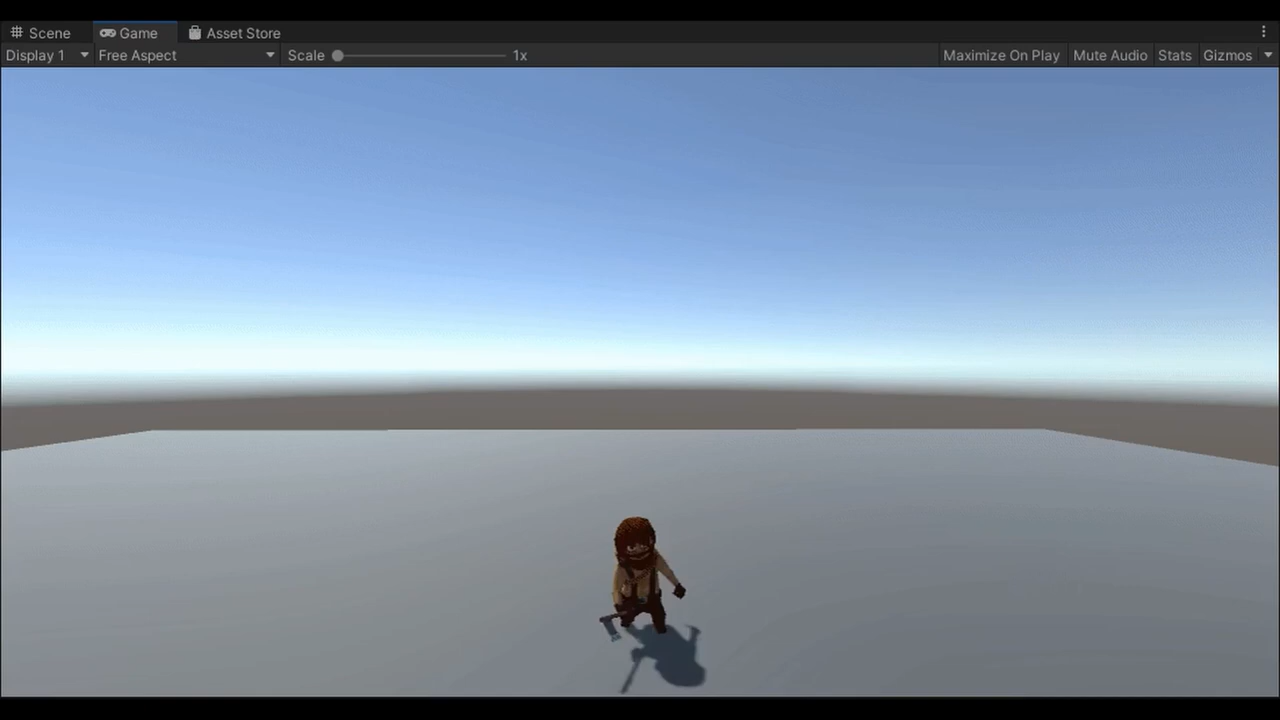 Scene Game Asset Store
Display 1 Free Aspect Scale 1x Maximize On Play Mute Audio Stats Gizmos